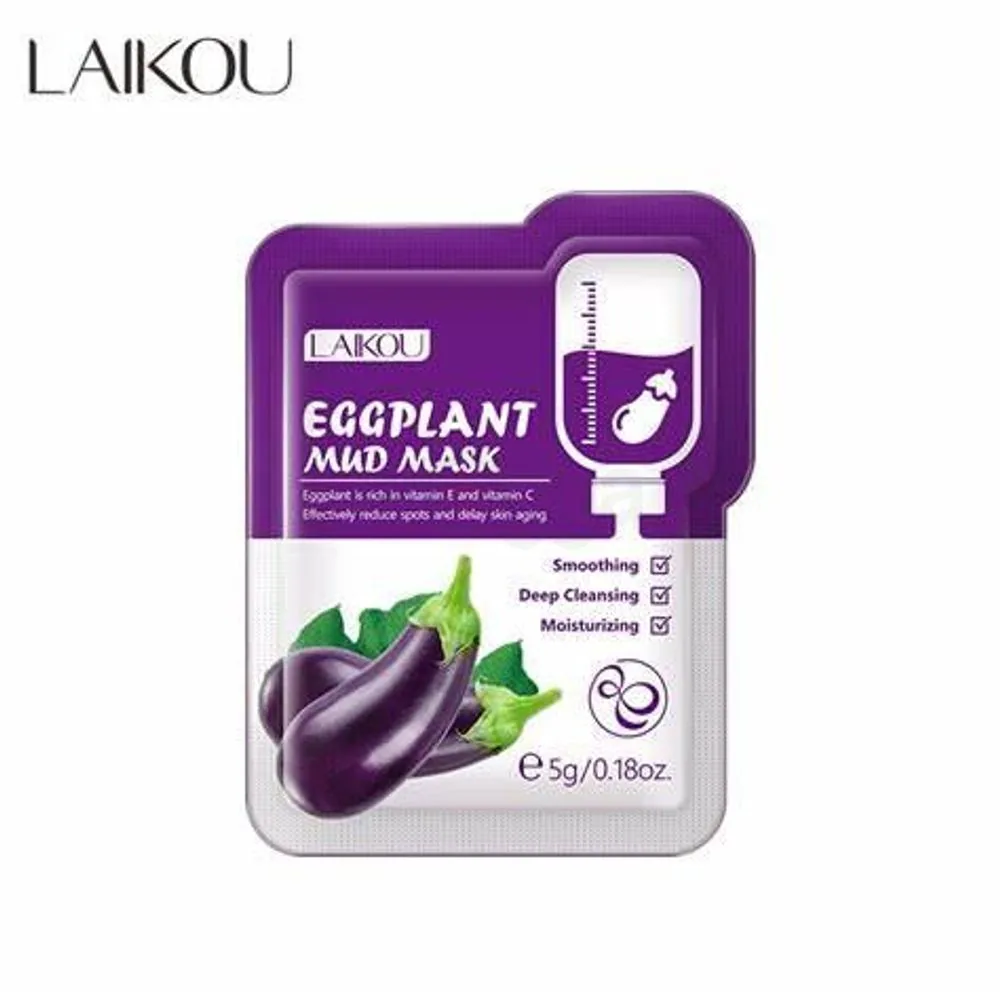 LAIKOU
LAIKOU
EGGPLANT
MUD MASK
Eggplant is rich in vitamin E and vitamin C
Effectively reduce spots and delay skin aging
Smoothing
Deep Cleansing
Moisturizing
℮ 5g/0.18oz.